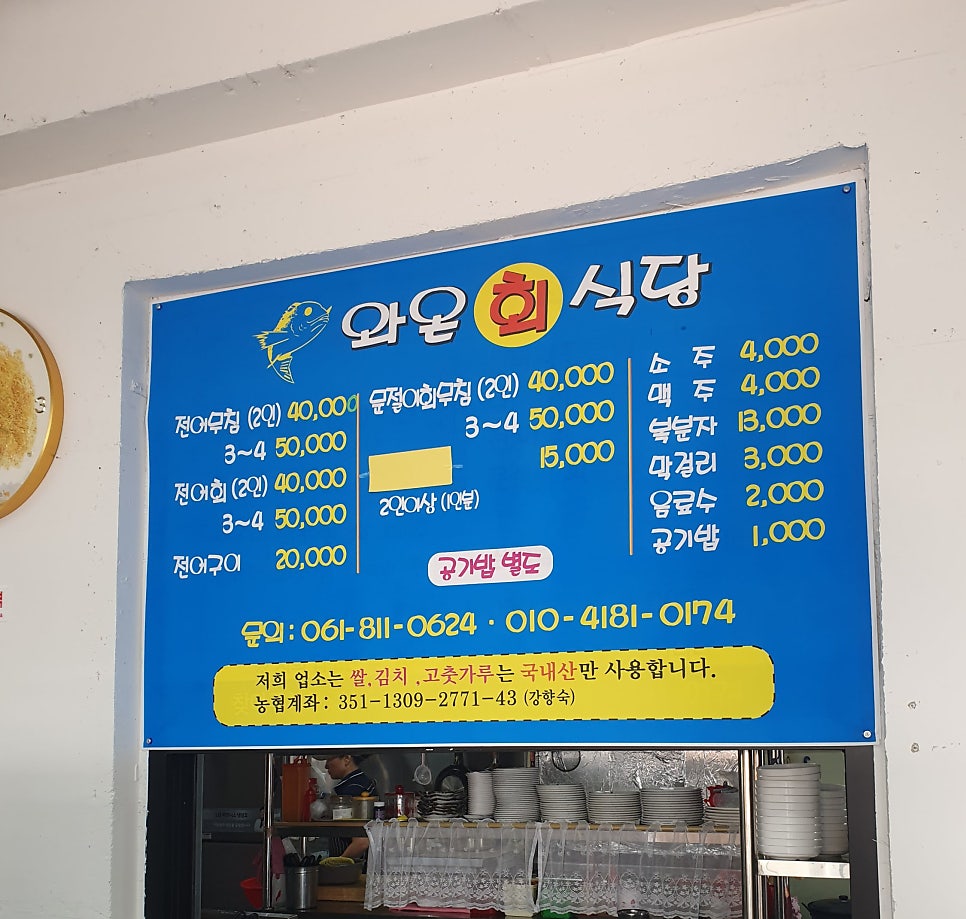 와온 회 식당
전어무침 (2인) 40,000
3~4 50,000
전어회 (2인) 40,000
3~4 50,000
전어구이 20,000
문절이회무침 (2인) 40,000
3~4 50,000
15,000
2인이상 (1인분)
공기밥 별도
소 주 4,000
맥 주 4,000
복분자 13,000
막걸리 3,000
음료수 2,000
공기밥 1,000
문의 : 061-811-0624 · 010-4181-0174
저희 업소는 쌀,김치 ,고춧가루는 국내산만 사용합니다.
농협계좌 : 351-1309-2771-43 (강향숙)